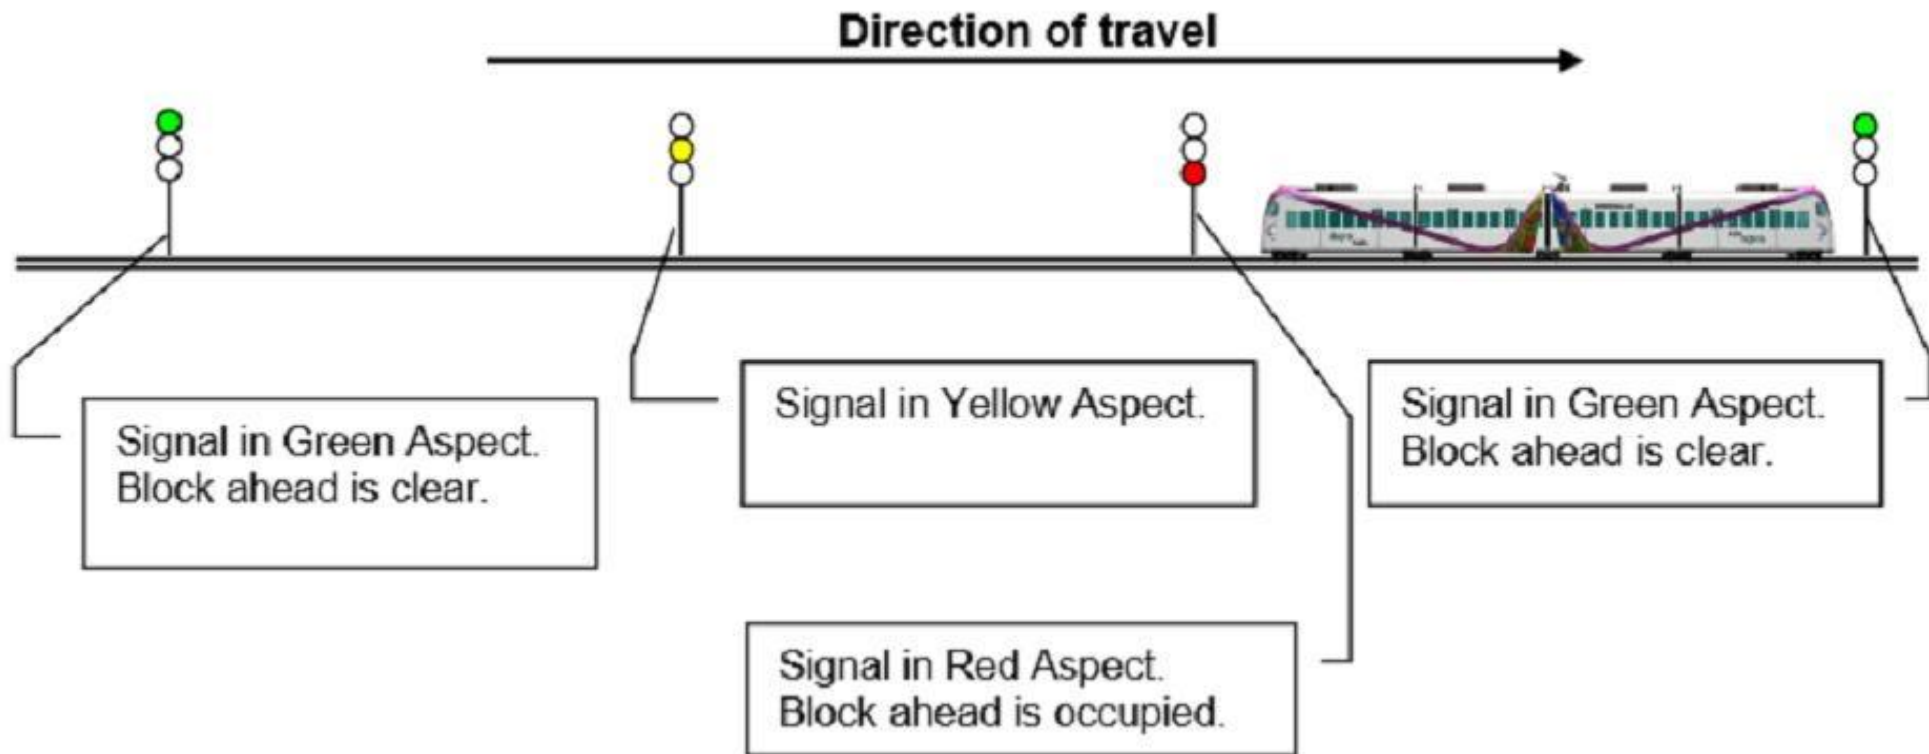 Direction of travel
Signal in Green Aspect.
Block ahead is clear.
Signal in Yellow Aspect.
Signal in Green Aspect.
Block ahead is clear.
Signal in Red Aspect.
Block ahead is occupied.